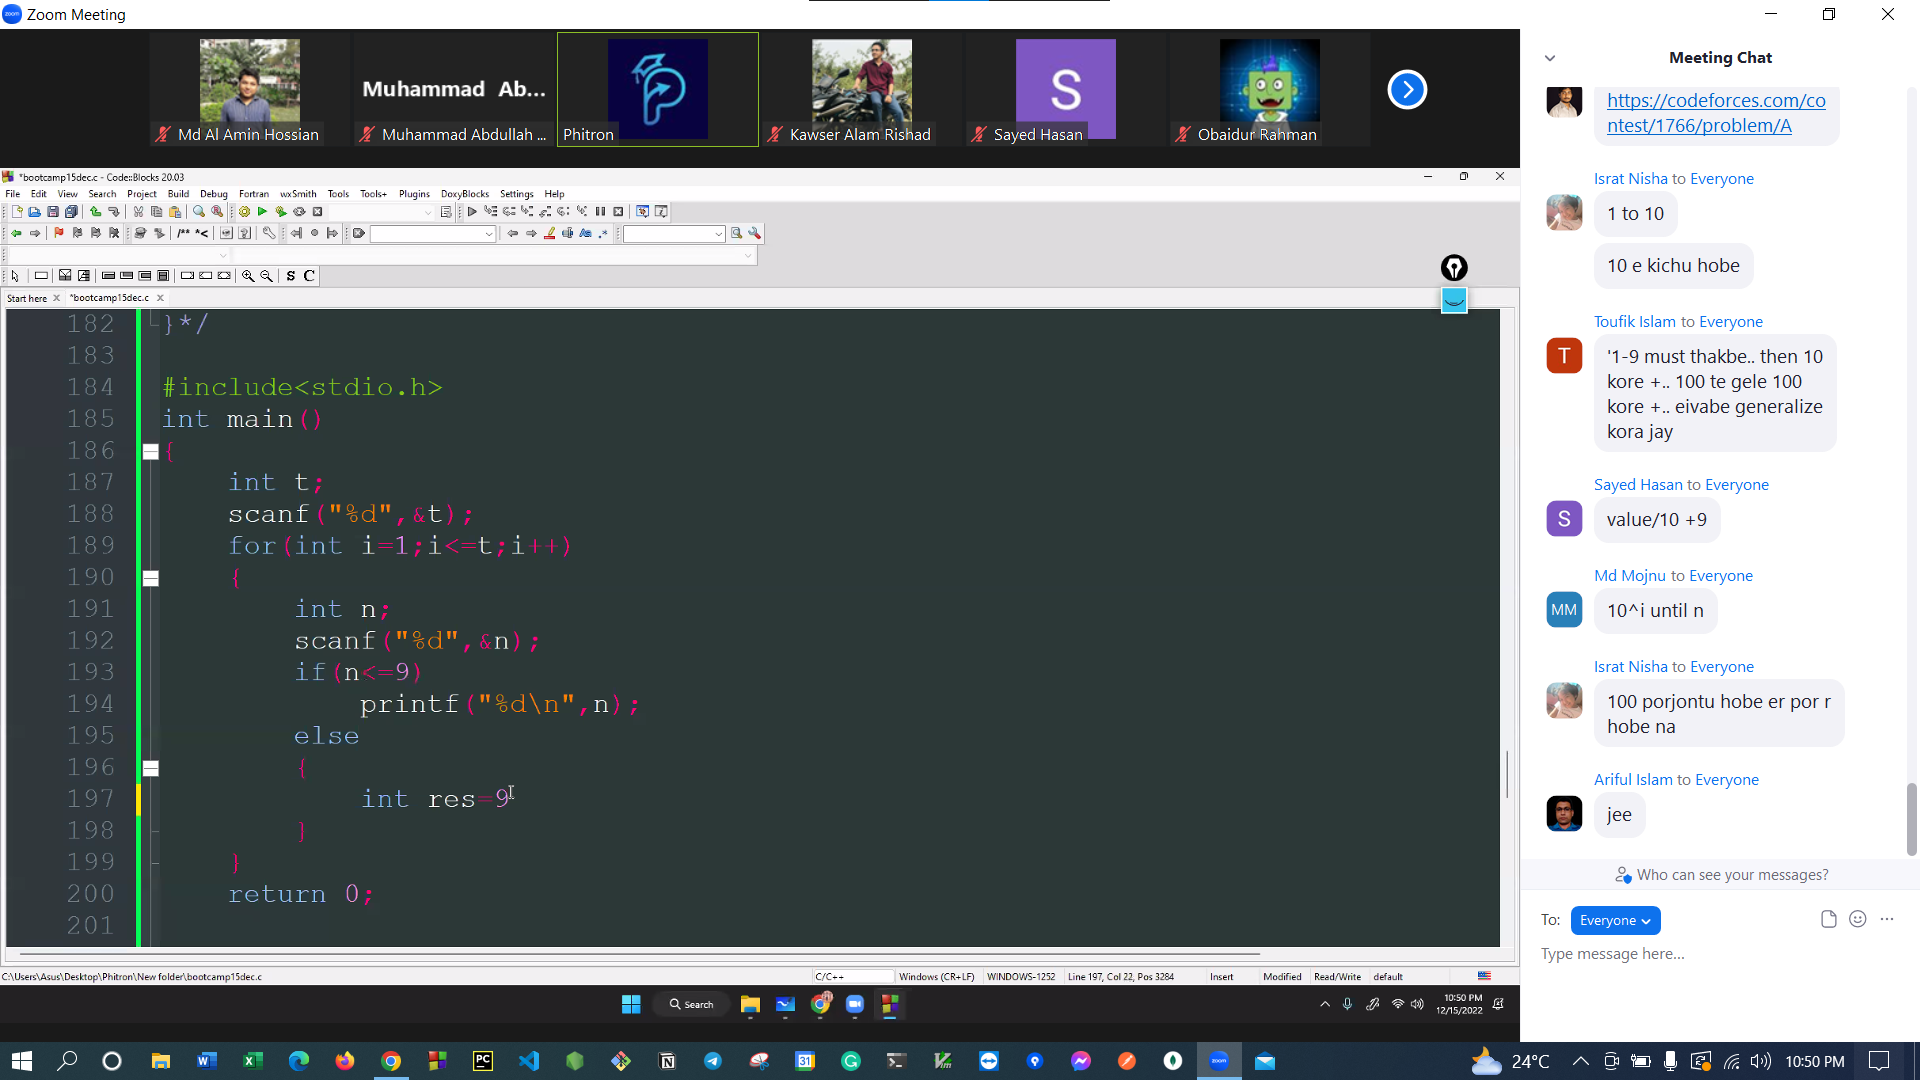 Zoom Meeting
Muhammad Ab...
S
Md Al Amin Hossian
Muhammad Abdullah ...
Phitron
Kawser Alam Rishad
Sayed Hasan
Obaidur Rahman
*bootcamp15dec.c - Code::Blocks 20.03
File Edit View Search Project Build Debug Fortran wxSmith Tools Tools+ Plugins DoxyBlocks Settings Help
Start here
*bootcamp15dec.c
182 }*/
183
184 #include<stdio.h>
185 int main()
186 {
187 int t;
188 scanf("%d",&t);
189 for(int i=1;i<=t;i++)
190 {
191 int n;
192 scanf("%d",&n);
193 if(n<=9)
194 printf("%d\n",n);
195 else
196 {
197 int res=9
198 }
199 }
200 return 0;
201
C:\Users\Asus\Desktop\Phitron\New folder\bootcamp15dec.c
C/C++
Windows (CR+LF)
WINDOWS-1252
Line 197, Col 22, Pos 3284
Insert
Modified
Read/Write
default
Search
10:50 PM
12/15/2022
Meeting Chat
https://codeforces.com/co
ntest/1766/problem/A
Israt Nisha to Everyone
1 to 10
10 e kichu hobe
Toufik Islam to Everyone
T
'1-9 must thakbe.. then 10
kore +.. 100 te gele 100
kore +.. eivabe generalize
kora jay
Sayed Hasan to Everyone
S
value/10 +9
Md Mojnu to Everyone
MM
10^i until n
Israt Nisha to Everyone
100 porjontu hobe er por r
hobe na
Ariful Islam to Everyone
jee
Who can see your messages?
To: Everyone
Type message here...
24°C
10:50 PM